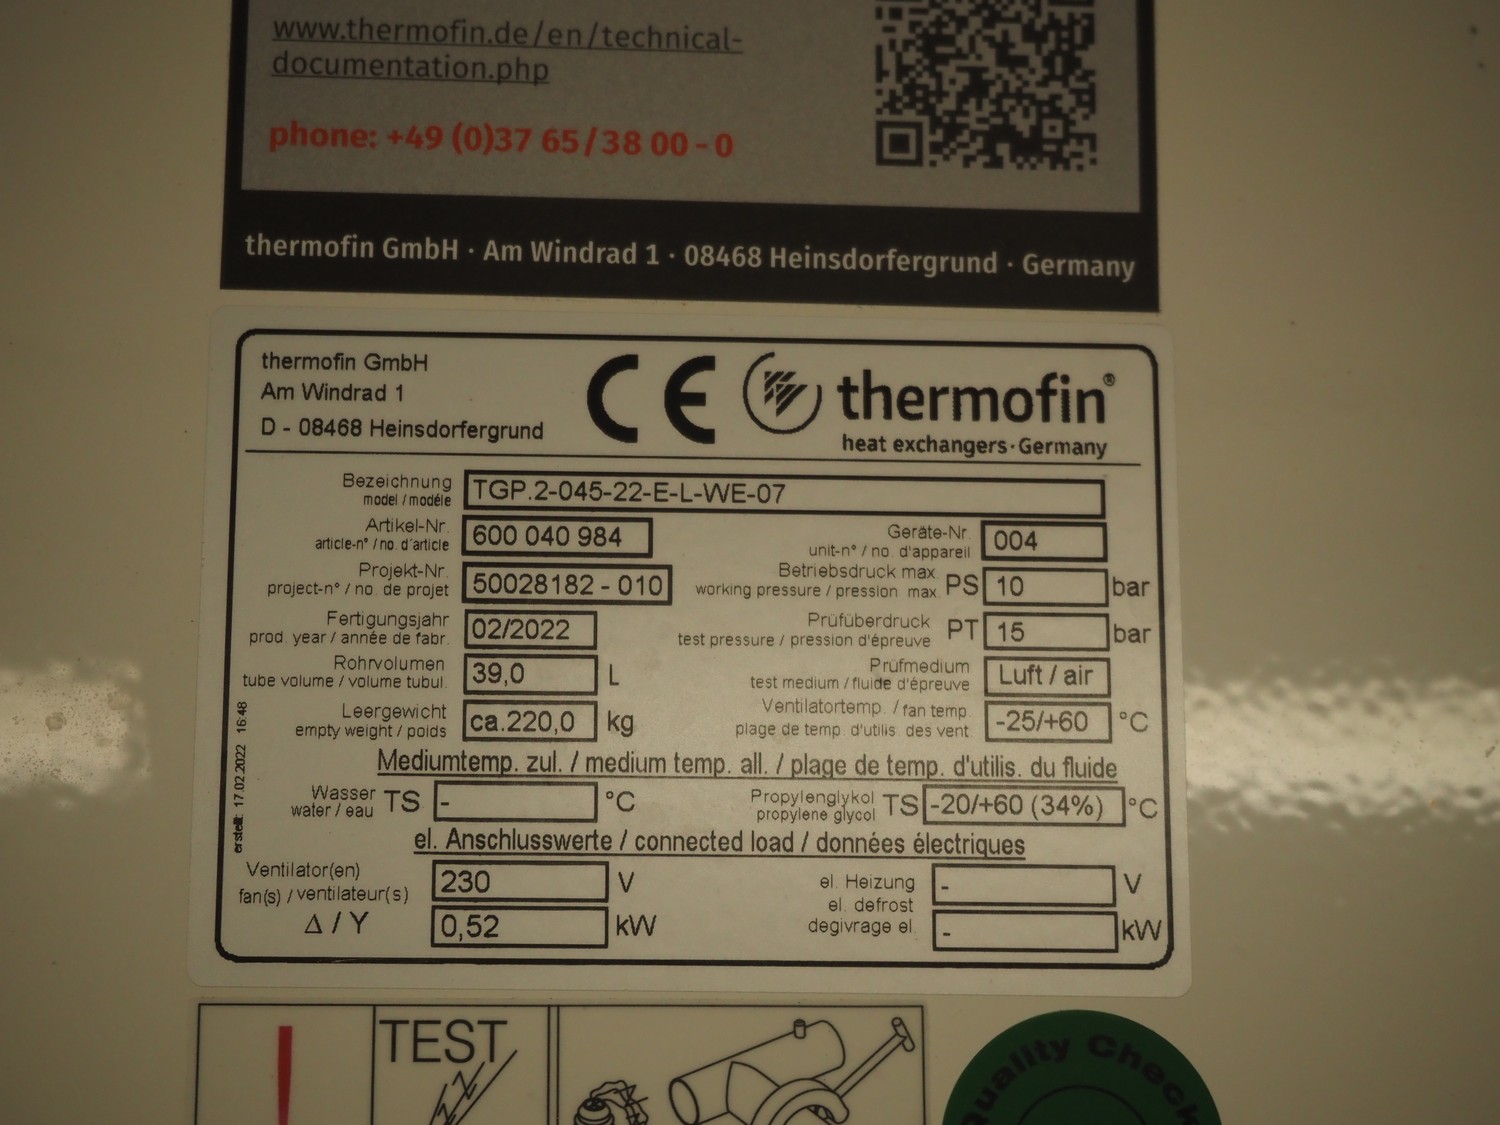 www.thermofin.de/en/technical-
documentation.php
phone: +49 (0)37 65/38 00 - 0
thermofin GmbH · Am Windrad 1 · 08468 Heinsdorfergrund · Germany
thermofin GmbH
Am Windrad 1
D - 08468 Heinsdorfergrund
CE
thermofin®
heat exchangers·Germany
Bezeichnung
model / modéle
TGP.2-045-22-E-L-WE-07
Artikel-Nr.
article-n° / no. d'article
600 040 984
Geräte-Nr
unit-n° / no. d'appareil
004
Projekt-Nr.
project-n° / no. de projet
50028182 - 010
Betriebsdruck max
working pressure / pression max
PS
10
bar
Fertigungsjahr
prod. year / année de fabr.
02/2022
Prüfüberdruck
test pressure / pression d'épreuve
PT
15
bar
Rohrvolumen
tube volume / volume tubul.
39,0
L
Prüfmedium
test medium / fluide d'épreuve
Luft / air
Leergewicht
empty weight / poids
ca.220,0
kg
Ventilatortemp. / fan temp
plage de temp. d'utilis. des vent
-25/+60
°C
Mediumtemp. zul. / medium temp. all. / plage de temp. d'utilis. du fluide
Wasser
water / eau
TS
-
°C
Propylenglykol
propylene glycol
TS
-20/+60 (34%)
°C
el. Anschlusswerte / connected load / données électriques
Ventilator(en)
fan(s) / ventilateur(s)
Δ / Y
230
V
0,52
kW
el. Heizung
el. defrost
degivrage el.
-
V
-
kW
erstellt: 17.02.2022 16:48
TEST
Quality Check